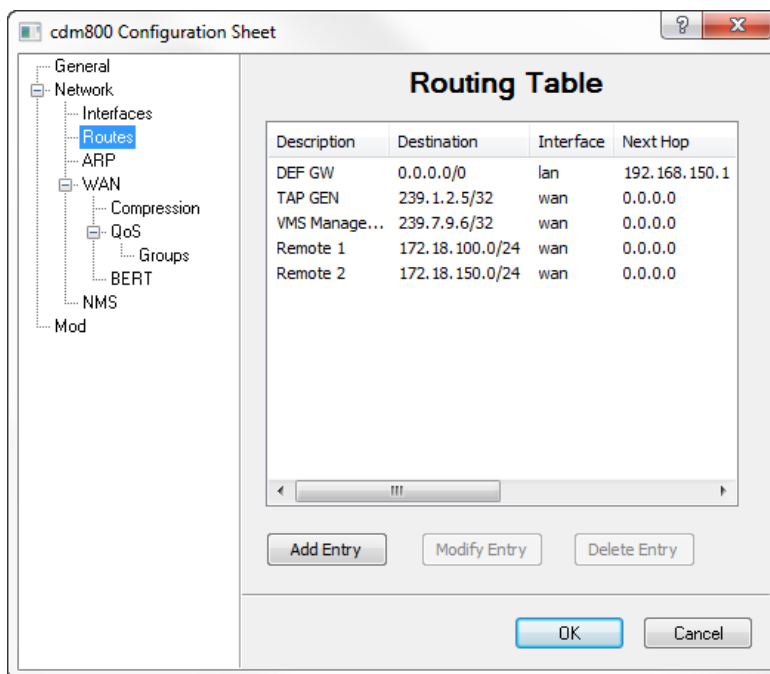 cdm800 Configuration Sheet
General
Network
Interfaces
Routes
ARP
WAN
Compression
QoS
Groups
BERT
NMS
Mod
Routing Table
Description Destination Interface Next Hop
DEF GW 0.0.0.0/0 lan 192.168.150.1
TAP GEN 239.1.2.5/32 wan 0.0.0.0
VMS Manage... 239.7.9.6/32 wan 0.0.0.0
Remote 1 172.18.100.0/24 wan 0.0.0.0
Remote 2 172.18.150.0/24 wan 0.0.0.0
Add Entry Modify Entry Delete Entry
OK Cancel